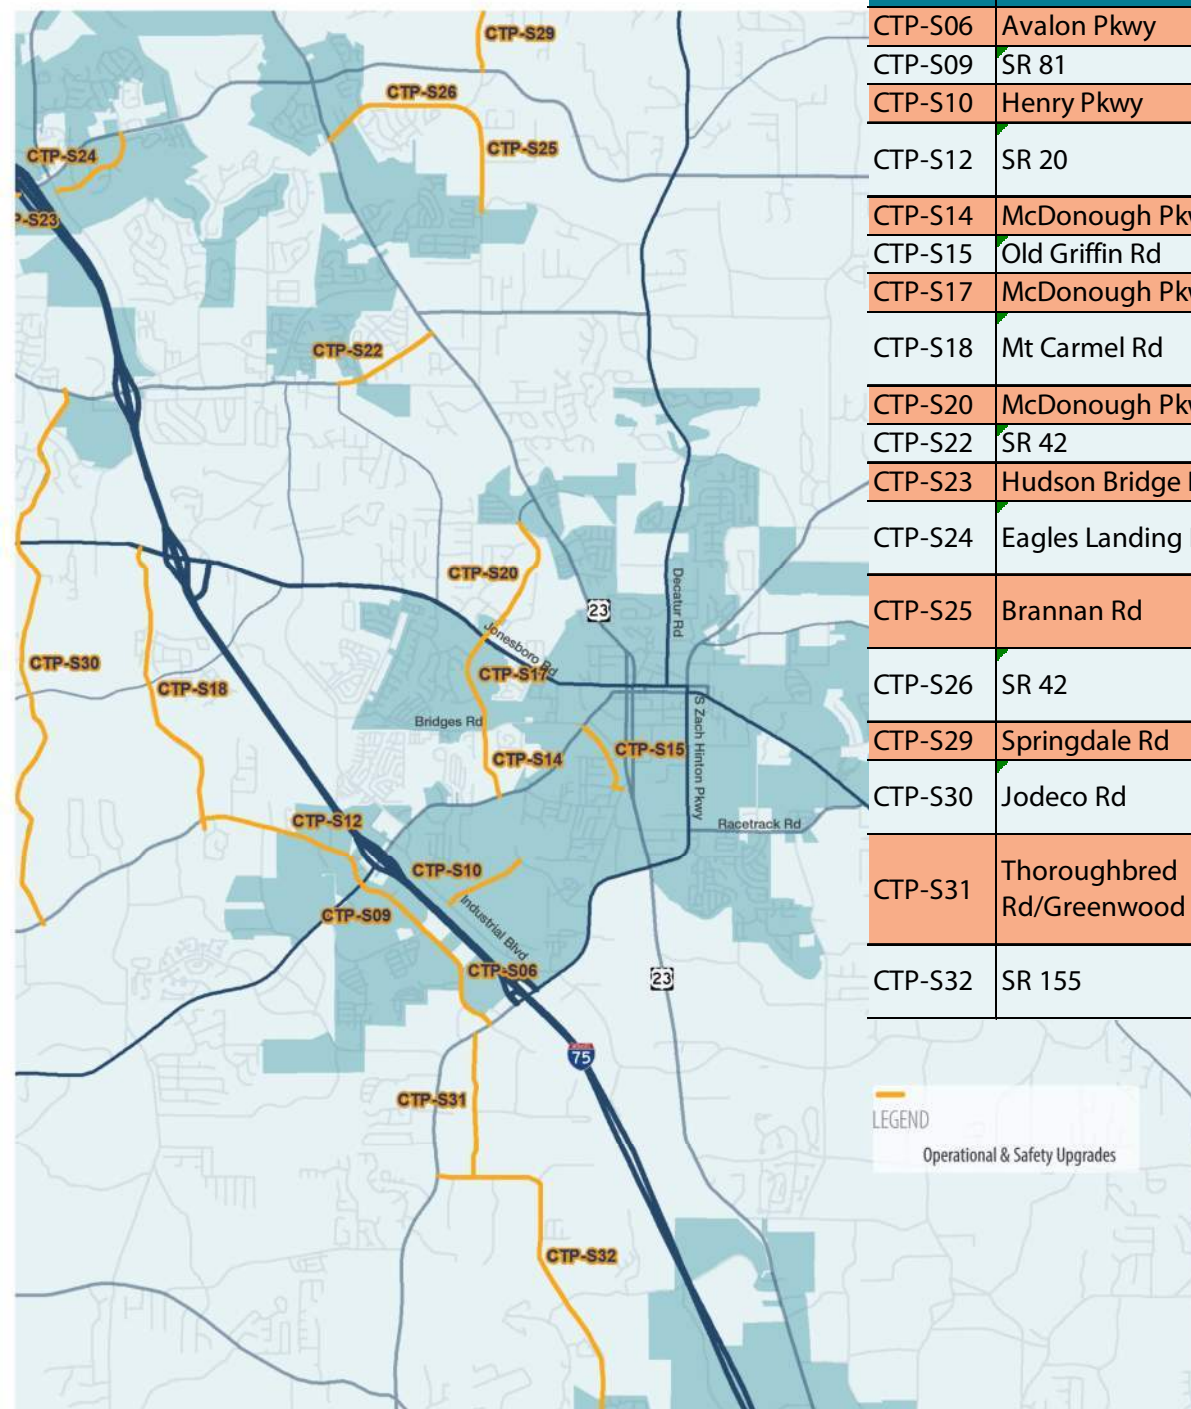 CTP-S29
CTP-S26
CTP-S25
CTP-S24
P-S23
CTP-S22
CTP-S20
23
Decatur Rd
Jonesboro Rd
CTP-S30
CTP-S17
CTP-S18
Bridges Rd
S Zach Hinton Pkwy
CTP-S15
CTP-S14
CTP-S12
Racetrack Rd
CTP-S10
CTP-S09
Industrial Blvd
CTP-S06
23
75
CTP-S31
CTP-S32
CTP-S06 Avalon Pkwy
CTP-S09 SR 81
CTP-S10 Henry Pkwy
CTP-S12 SR 20
CTP-S14 McDonough Pkw
CTP-S15 Old Griffin Rd
CTP-S17 McDonough Pkw
CTP-S18 Mt Carmel Rd
CTP-S20 McDonough Pkw
CTP-S22 SR 42
CTP-S23 Hudson Bridge
CTP-S24 Eagles Landing
CTP-S25 Brannan Rd
CTP-S26 SR 42
CTP-S29 Springdale Rd
CTP-S30 Jodeco Rd
CTP-S31 Thoroughbred
Rd/Greenwood
CTP-S32 SR 155
LEGEND
Operational & Safety Upgrades